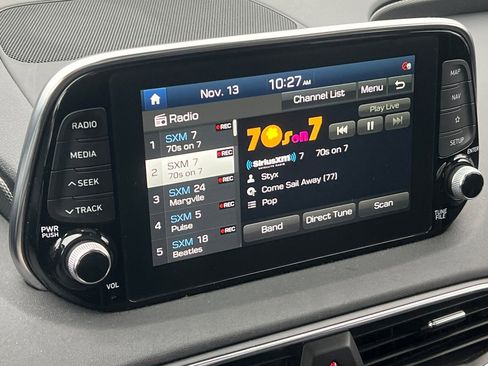 Nov. 13 10:27 AM
Radio Channel List Menu
Play Live
1 SXM 7 REC
70s on 7
2 SXM 7 REC
70s on 7
3 SXM 24 REC
Margville
4 SXM 5 REC
Pulse
5 SXM 18 REC
Beatles
70s on 7
SiriusXM 7 70s on 7
Styx
Come Sail Away (77)
Pop
Band Direct Tune Scan
RADIO
MEDIA
SEEK
TRACK
PWR
PUSH
VOL
MAP
NAV
SETUP
ENTER
TUNE
FILE